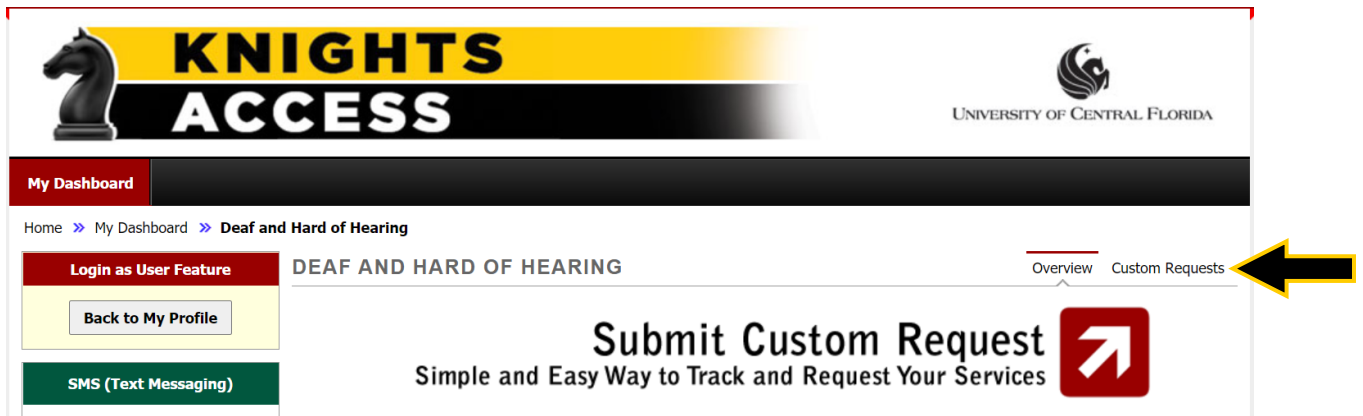 KNIGHTS
ACCESS
UNIVERSITY OF CENTRAL FLORIDA
My Dashboard
Home » My Dashboard » Deaf and Hard of Hearing
Login as User Feature
Back to My Profile
SMS (Text Messaging)
DEAF AND HARD OF HEARING
Overview Custom Requests
Submit Custom Request
Simple and Easy Way to Track and Request Your Services